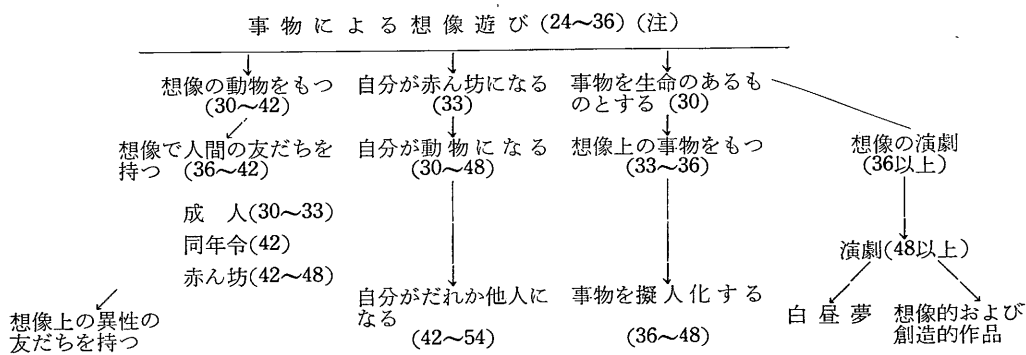 事物による想像遊び(24〜36)(注)
想像の動物をもつ
(30〜42)
自分が赤ん坊になる
(33)
事物を生命のあるも
のとする(30)
想像で人間の友だちを
持つ (36〜42)
自分が動物になる
(30〜48)
想像上の事物をもつ
(33〜36)
想像の演劇
(36以上)
成 人(30〜33)
同年令(42)
赤ん坊(42〜48)
演劇(48以上)
自分がだれか他人に
なる
(42〜54)
事物を擬人化する
(36〜48)
白昼夢
想像的および
創造的作品
想像上の異性の
友だちを持つ